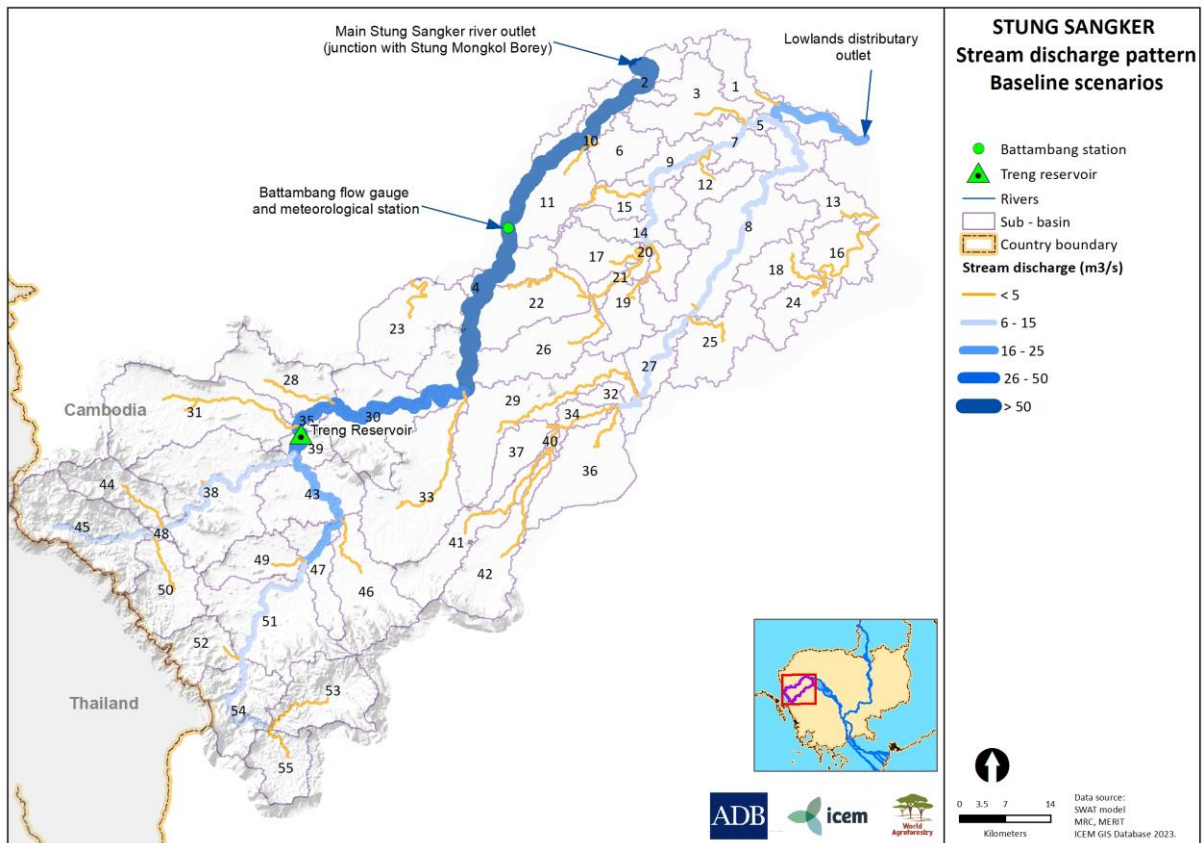 Main Stung Sangker river outlet
(junction with Stung Mongkol Borey)
Lowlands distributary
outlet
Battambang flow gauge
and meteorological station
2
1
3
5
10
7
6
9
12
11
15
13
8
14
16
17
20
18
21
4
22
19
24
23
26
25
27
28
29
32
Cambodia
31
34
35
30
Treng Reservoir
39
40
37
36
44
38
43
33
45
48
41
49
47
42
50
46
51
52
53
Thailand
54
55
ADB
icem
World
Agroforestry
STUNG SANGKER
Stream discharge pattern
Baseline scenarios
Battambang station
Treng reservoir
Rivers
Sub - basin
Country boundary
Stream discharge (m3/s)
< 5
6 - 15
16 - 25
26 - 50
> 50
0 3.5 7 14
Kilometers
Data source:
SWAT model
MRC, MERIT
ICEM GIS Database 2023.